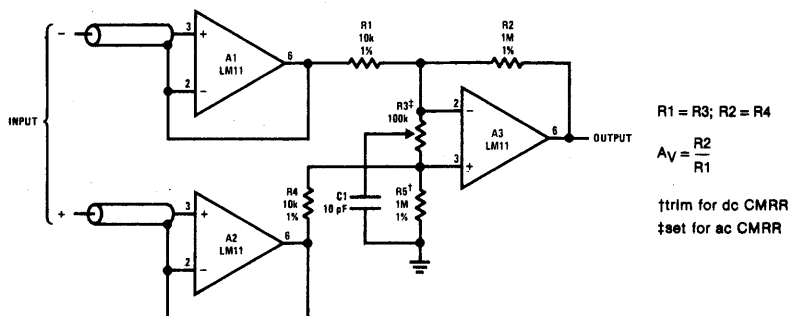 INPUT
−
3
+
A1
LM11
2
−
6
R1
10k
1%
R2
1M
1%
R3‡
100k
2
−
A3
LM11
3
+
6
OUTPUT
+
3
+
A2
LM11
2
−
6
R4
10k
1%
C1
10 pF
R5†
1M
1%
R1 = R3; R2 = R4
AV = R2
R1
†trim for dc CMRR
‡set for ac CMRR